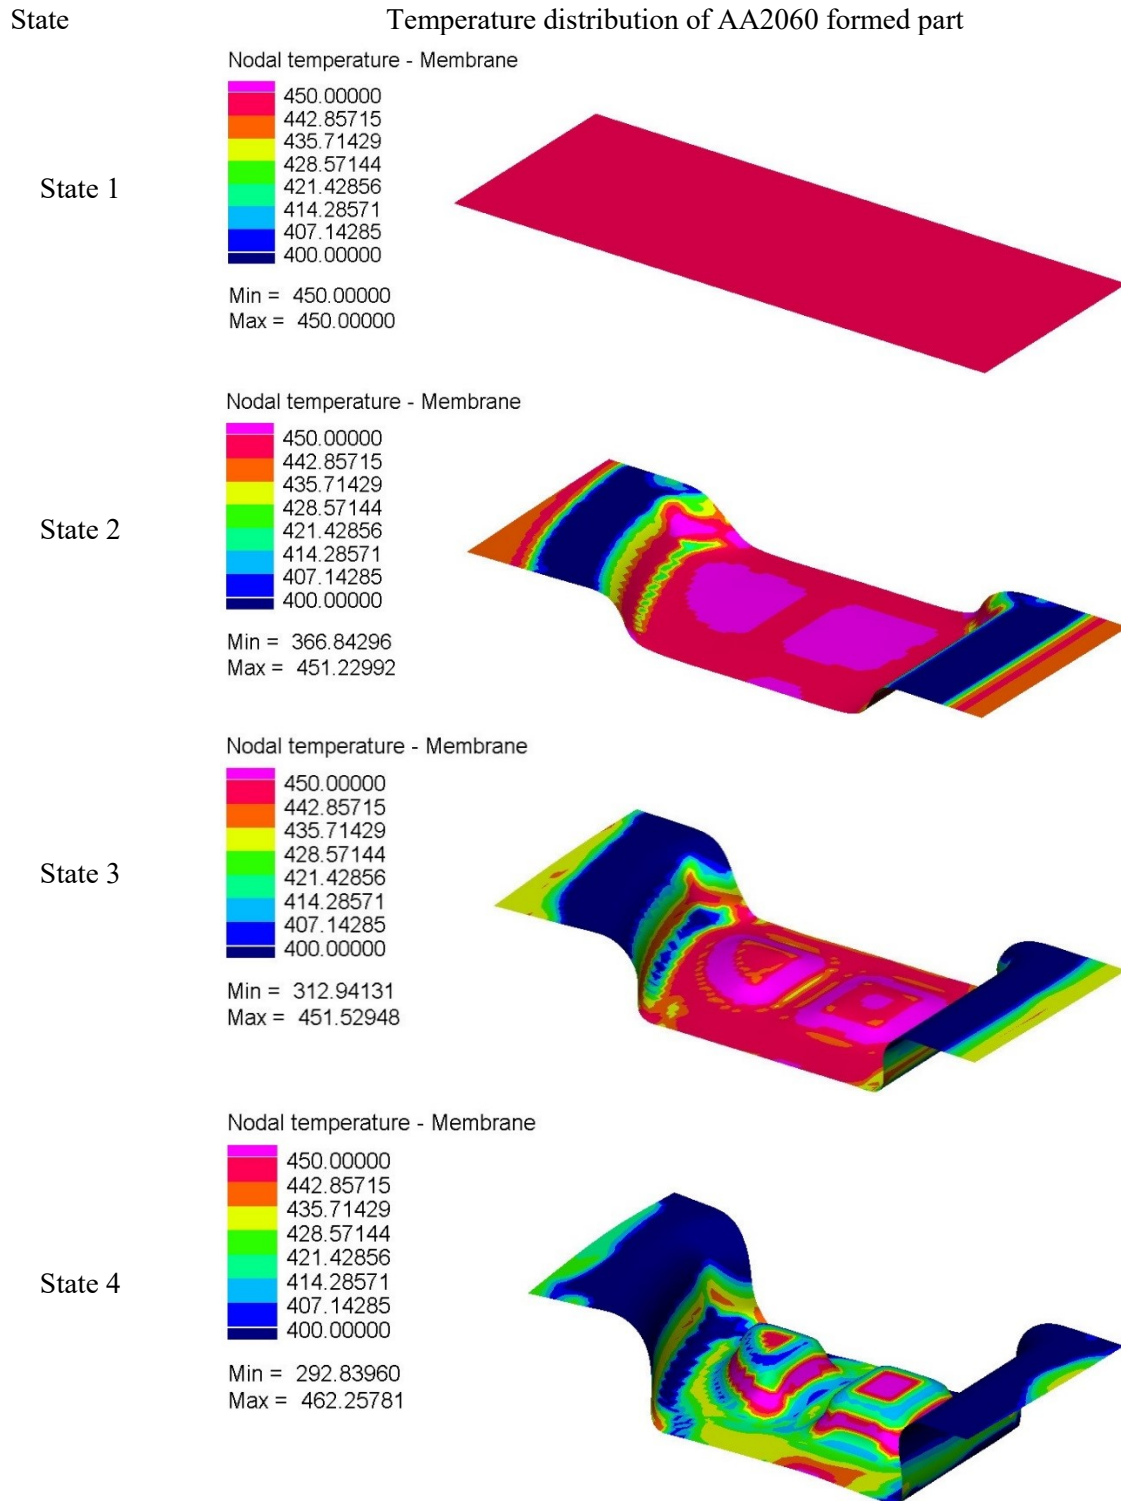 State Temperature distribution of AA2060 formed part
Nodal temperature - Membrane
450.00000
442.85715
435.71429
428.57144
State 1
421.42856
414.28571
407.14285
400.00000
Min = 450.00000
Max = 450.00000
Nodal temperature - Membrane
450.00000
442.85715
435.71429
428.57144
State 2
421.42856
414.28571
407.14285
400.00000
Min = 366.84296
Max = 451.22992
Nodal temperature - Membrane
450.00000
442.85715
435.71429
428.57144
State 3
421.42856
414.28571
407.14285
400.00000
Min = 312.94131
Max = 451.52948
Nodal temperature - Membrane
450.00000
442.85715
435.71429
428.57144
421.42856
State 4
414.28571
407.14285
400.00000
Min = 292.83960
Max = 462.25781